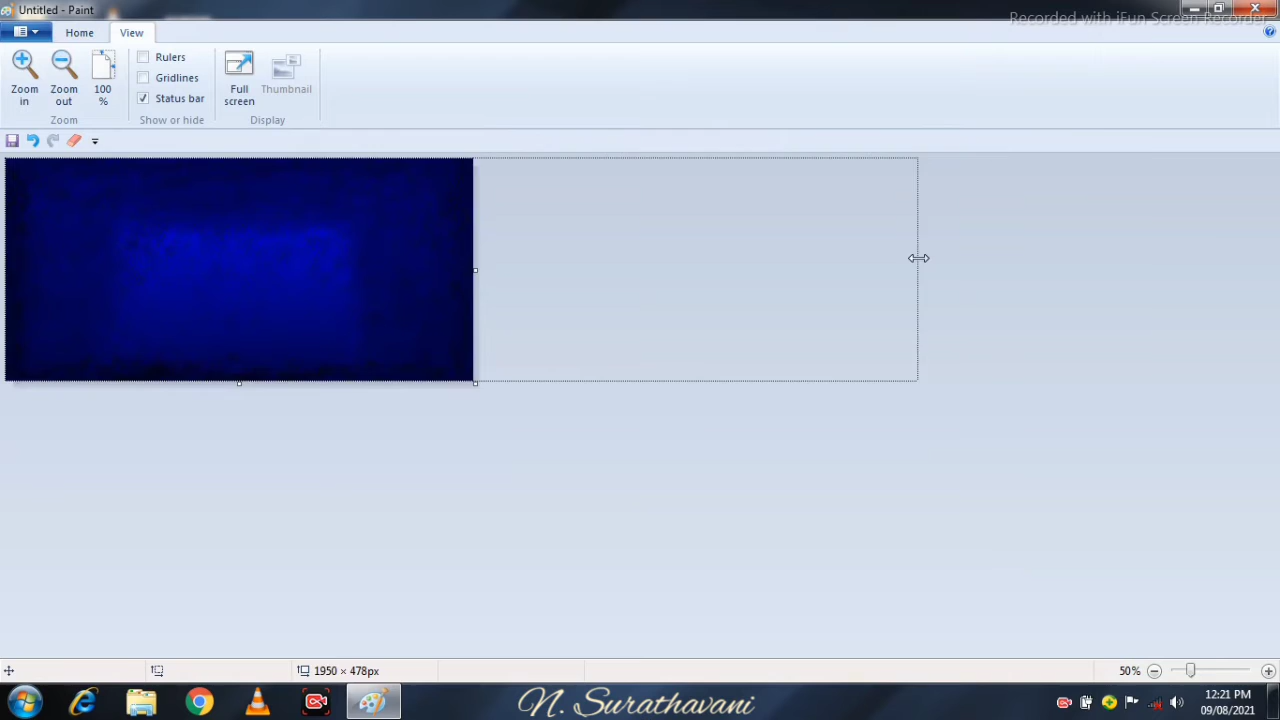 Untitled - Paint
Recorded with iFun Screen Recorder
Home View
Zoom in
Zoom out
100 %
Rulers
Gridlines
Status bar
Full screen
Thumbnail
Zoom
Show or hide
Display
1950 × 478px
50%
N. Surathavani
12:21 PM
09/08/2021